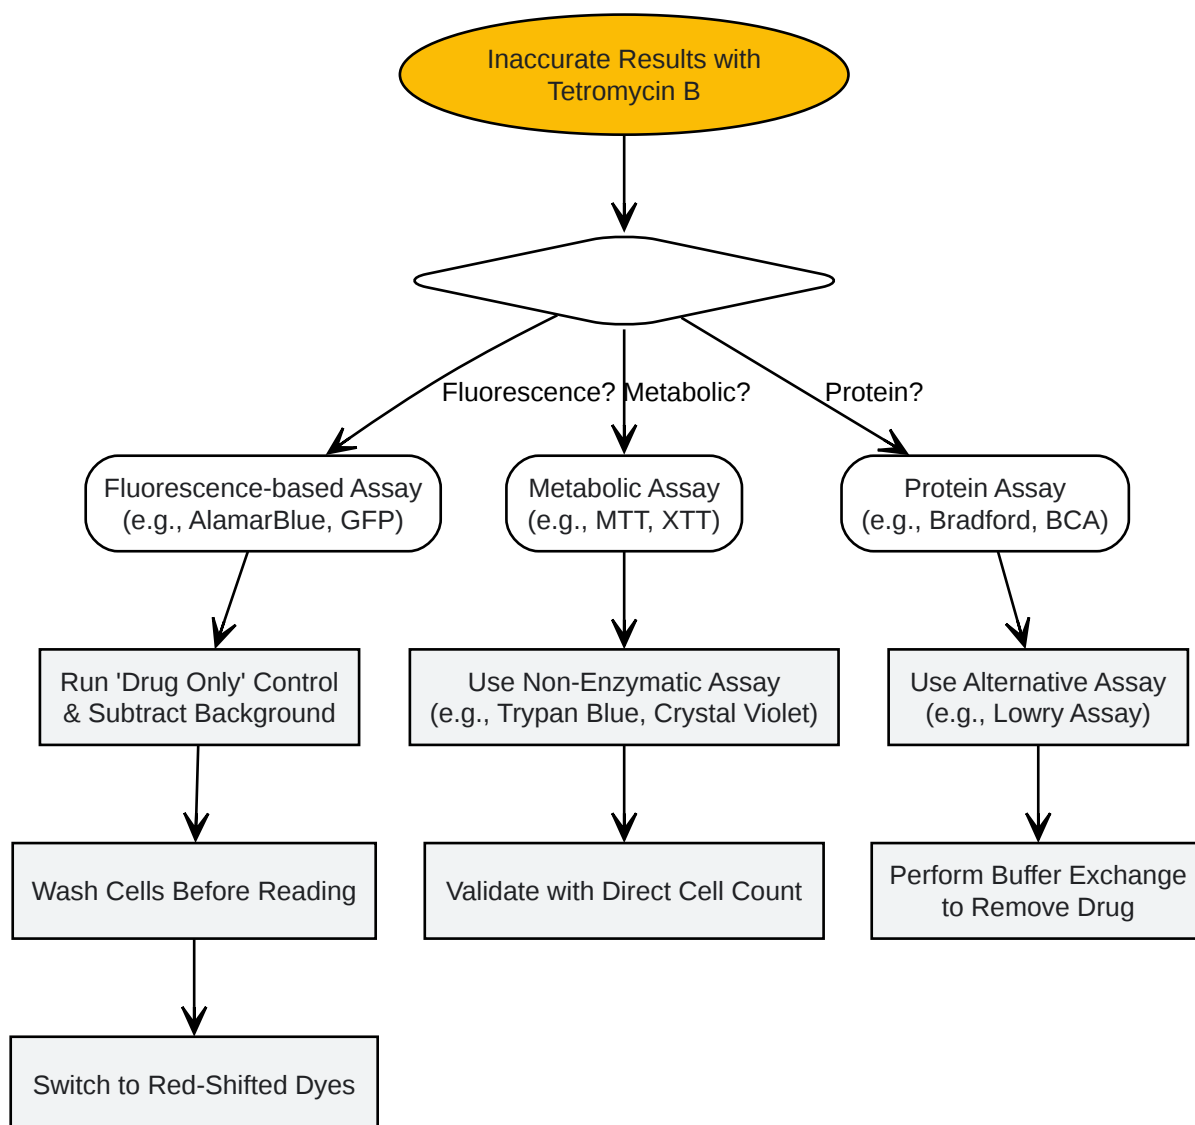 Inaccurate Results with
Tetromycin B
Fluorescence?
Metabolic?
Protein?
Fluorescence-based Assay
(e.g., AlamarBlue, GFP)
Metabolic Assay
(e.g., MTT, XTT)
Protein Assay
(e.g., Bradford, BCA)
Run 'Drug Only' Control
& Subtract Background
Use Non-Enzymatic Assay
(e.g., Trypan Blue, Crystal Violet)
Use Alternative Assay
(e.g., Lowry Assay)
Wash Cells Before Reading
Validate with Direct Cell Count
Perform Buffer Exchange
to Remove Drug
Switch to Red-Shifted Dyes